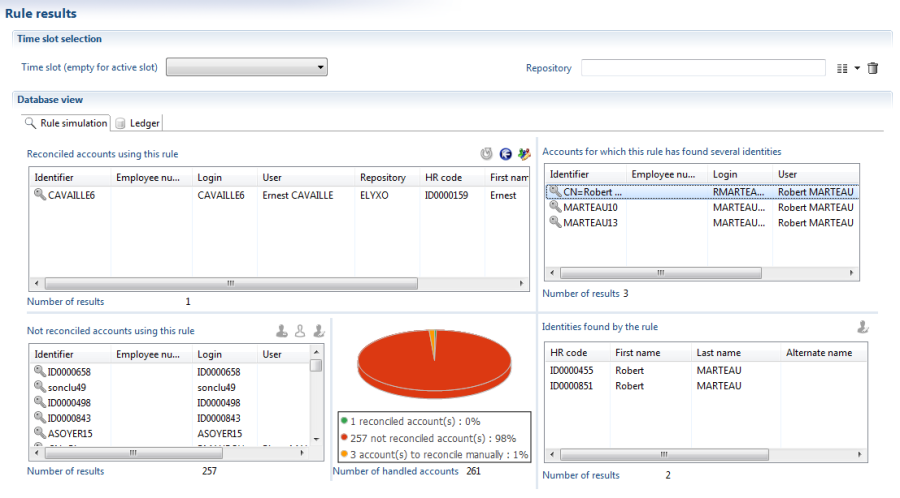 Rule results
Time slot selection
Time slot (empty for active slot)
Repository
Database view
Rule simulation
Ledger
Reconciled accounts using this rule
Identifier Employee nu... Login User Repository HR code First nam
CAVAILLE6 CAVAILLE6 Ernest CAVAILLE ELYXO ID0000159 Ernest
Number of results 1
Accounts for which this rule has found several identities
Identifier Employee nu... Login User
CN=Robert ... RMARTEA... Robert MARTEAU
MARTEAU10 MARTEAU... Robert MARTEAU
MARTEAU13 MARTEAU... Robert MARTEAU
Number of results 3
Not reconciled accounts using this rule
Identifier Employee nu... Login User
ID0000658 ID0000658
sonclu49 sonclu49
ID0000498 ID0000498
ID0000843 ID0000843
ASOYER15 ASOYER15
Number of results 257
1 reconciled account(s) : 0%
257 not reconciled account(s) : 98%
3 account(s) to reconcile manually : 1%
Number of handled accounts 261
Identities found by the rule
HR code First name Last name Alternate name
ID0000455 Robert MARTEAU
ID0000851 Robert MARTEAU
Number of results 2